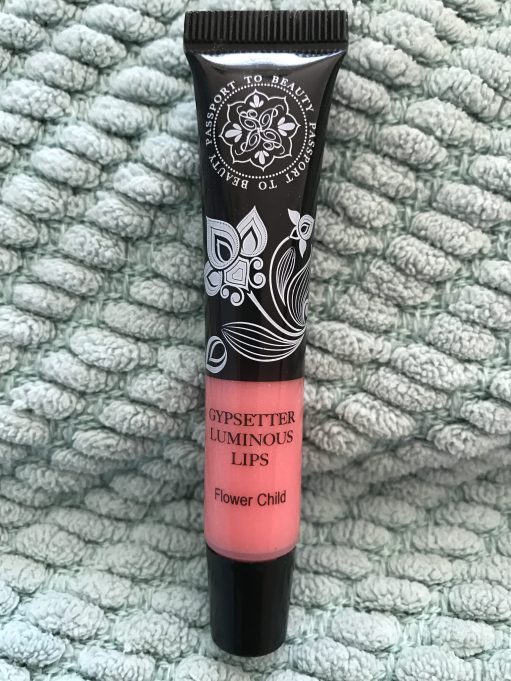 PASSPORT TO BEAUTY PASSPORT TO BEAUTY
GYPSETTER
LUMINOUS
LIPS
Flower Child